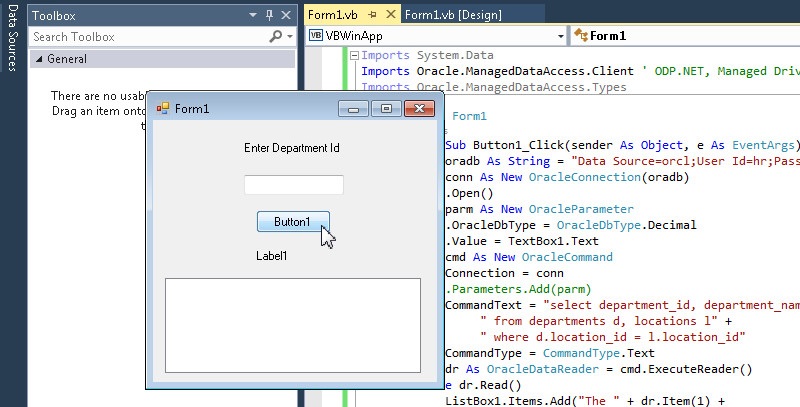 Data Sources
Toolbox
Search Toolbox
General
There are no usab
Drag an item onto
t
Form1
Enter Department Id
Button1
Label1
Form1.vb
Form1.vb [Design]
VB VBWinApp
Form1
Imports System.Data
Imports Oracle.ManagedDataAccess.Client ' ODP.NET, Managed Driv
Imports Oracle.ManagedDataAccess.Types
Form1
Sub Button1_Click(sender As Object, e As EventArgs)
oradb As String = "Data Source=orcl;User Id=hr;Pass
conn As New OracleConnection(oradb)
.Open()
parm As New OracleParameter
.OracleDbType = OracleDbType.Decimal
.Value = TextBox1.Text
cmd As New OracleCommand
Connection = conn
.Parameters.Add(parm)
CommandText = "select department_id, department_nam
" from departments d, locations l" +
" where d.location_id = l.location_id"
CommandType = CommandType.Text
dr As OracleDataReader = cmd.ExecuteReader()
e dr.Read()
ListBox1.Items.Add("The " + dr.Item(1) +